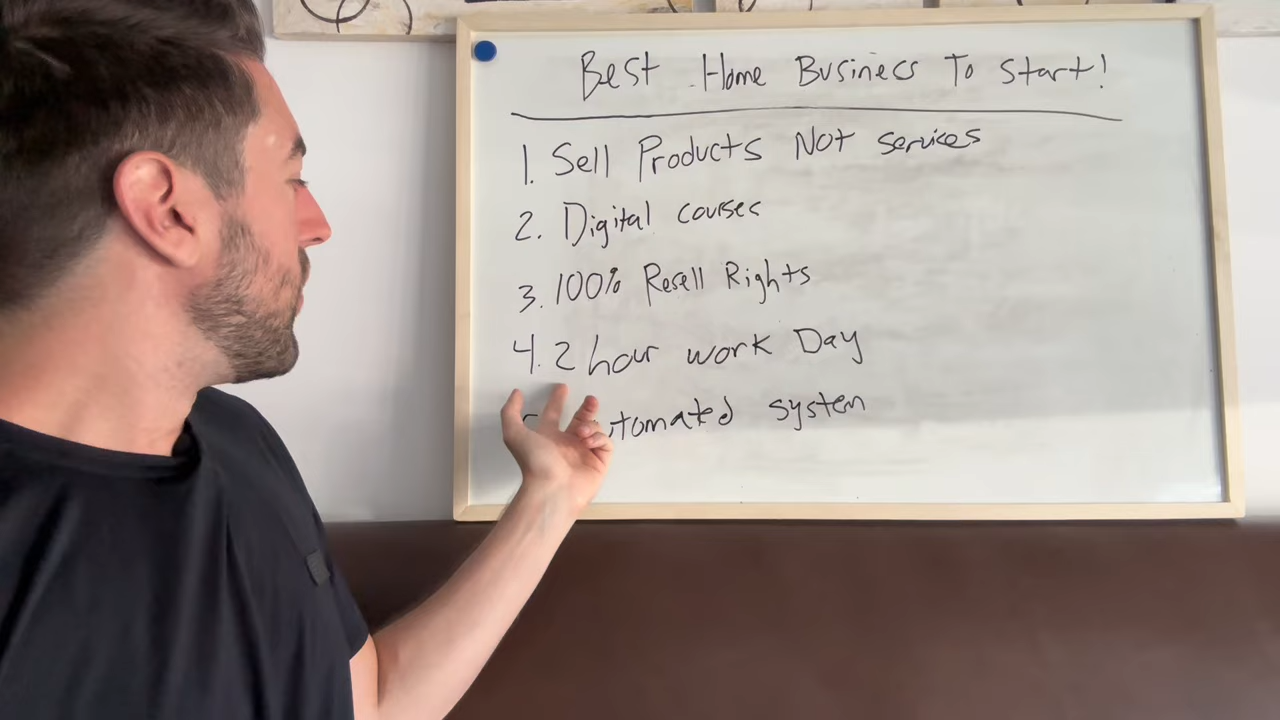 Best Home Business To Start!
1. Sell Products Not services
2. Digital courses
3. 100% Resell Rights
4. 2 hour work Day
system